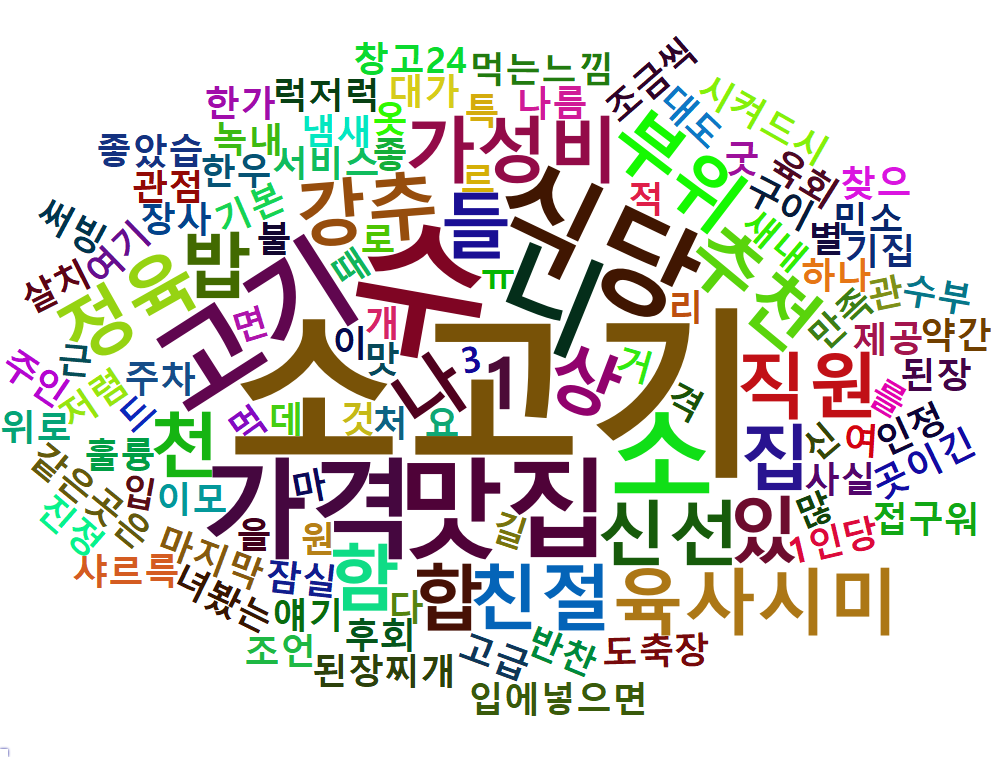 창고24
먹는느낌
조금씩
럭저럭
대가
한가
특
나름
대도
시커드시
옷
냄새
녹내
좋았습
서비스
좋
가성비
부위
굿
육회
찾으
한우
관점
르
적
구이
민소
기본
강추
들
식당
새내
별
기집
장사
써빙
여기
불
로
때
수
추천
하나
살치
정육
밥
고기
ㅠ
니
리
만족
관
수부
면
개
제공
약간
근
이
맛
3
1
상
거
된장
주인
저렴
주차
나
격
직원
를
비
소고기
인정
위로
천
먹
데
것
처
요
소
집
신
여
곳이긴
훌륭
가격
맛집
사실
같은곳은
입
이모
마
있
많
접구워
진정
을
원
길
신선
1인당
마지막
샤르륵
잠실
함
합
친절
육사시미
녀봤는
얘기
다
후회
조언
고급
반찬
도축장
된장찌개
입에넣으면